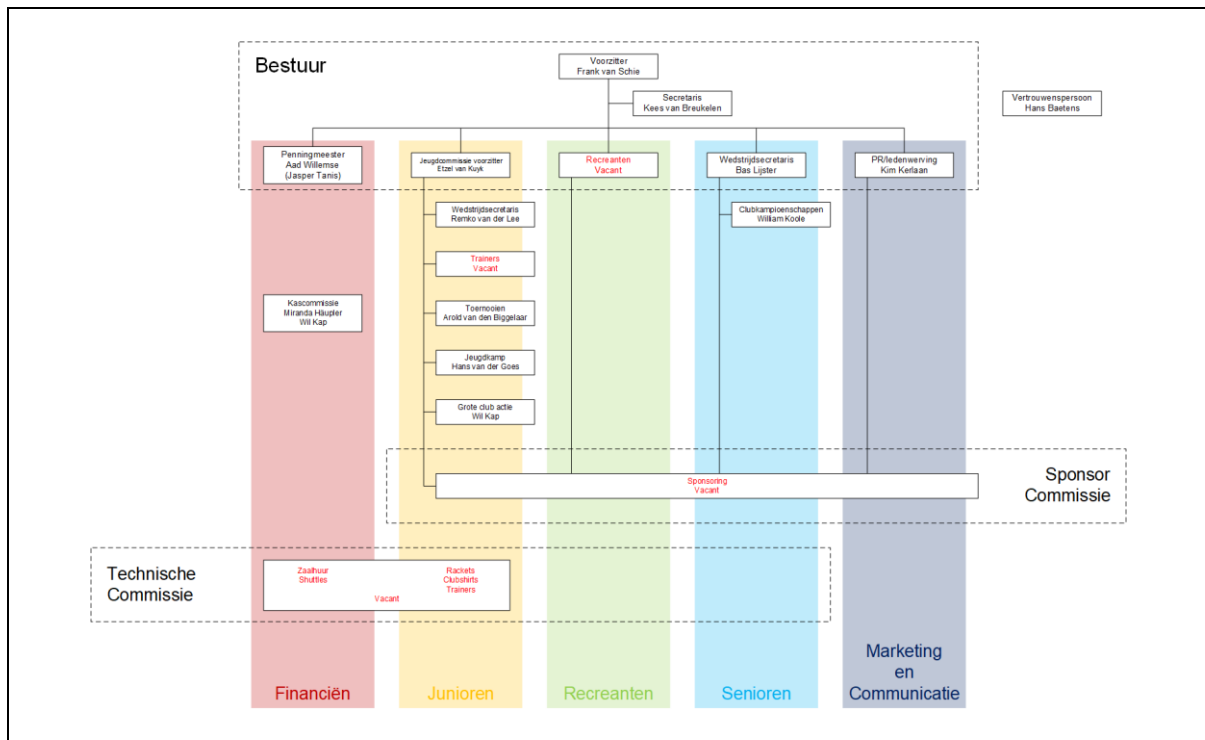 Bestuur
Voorzitter
Frank van Schie
Secretaris
Kees van Breukelen
Vertrouwenspersoon
Hans Baetens
Penningmeester
Aad Willemse
(Jasper Tanis)
Jeugdcommissie voorzitter
Etzel van Kuyk
Recreanten
Vacant
Wedstrijdsecretaris
Bas Lijster
PR/ledenwerving
Kim Kerlaan
Wedstrijdsecretaris
Remko van der Lee
Clubkampioenschappen
William Koole
Trainers
Vacant
Kascommissie
Miranda Häupler
Wil Kap
Toernooien
Arold van den Biggelaar
Jeugdkamp
Hans van der Goes
Grote club actie
Wil Kap
Sponsoring
Vacant
Sponsor
Commissie
Technische
Commissie
Zaalhuur
Shuttles
Rackets
Clubshirts
Trainers
Vacant
Financiën
Junioren
Recreanten
Senioren
Marketing
en
Communicatie